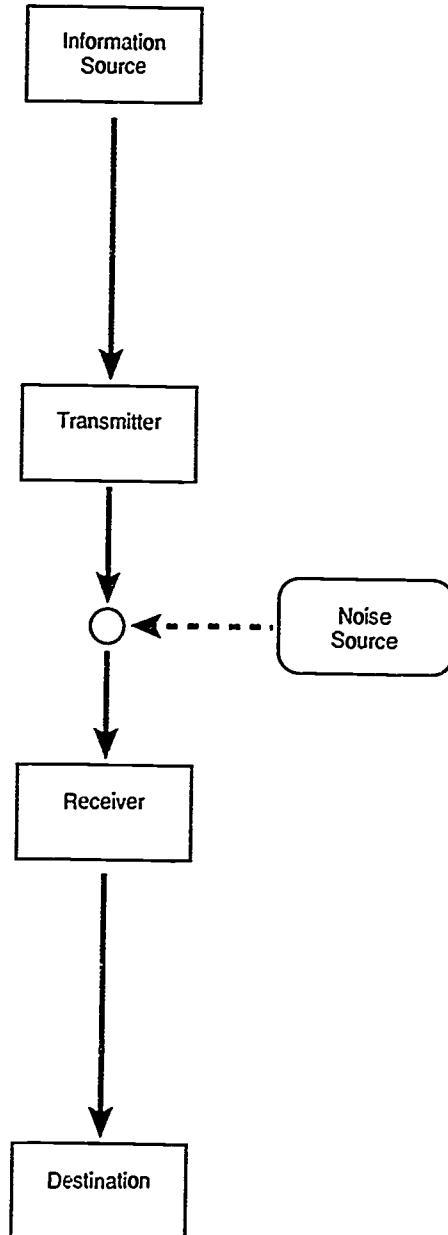 Information
Source
Transmitter
Noise
Source
Receiver
Destination